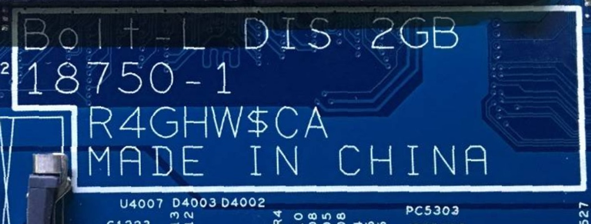 Bolt-L DIS 2GB
18750-1
R4GHW$CA
MADE IN CHINA
U4007 D4003 D4002
PC5303